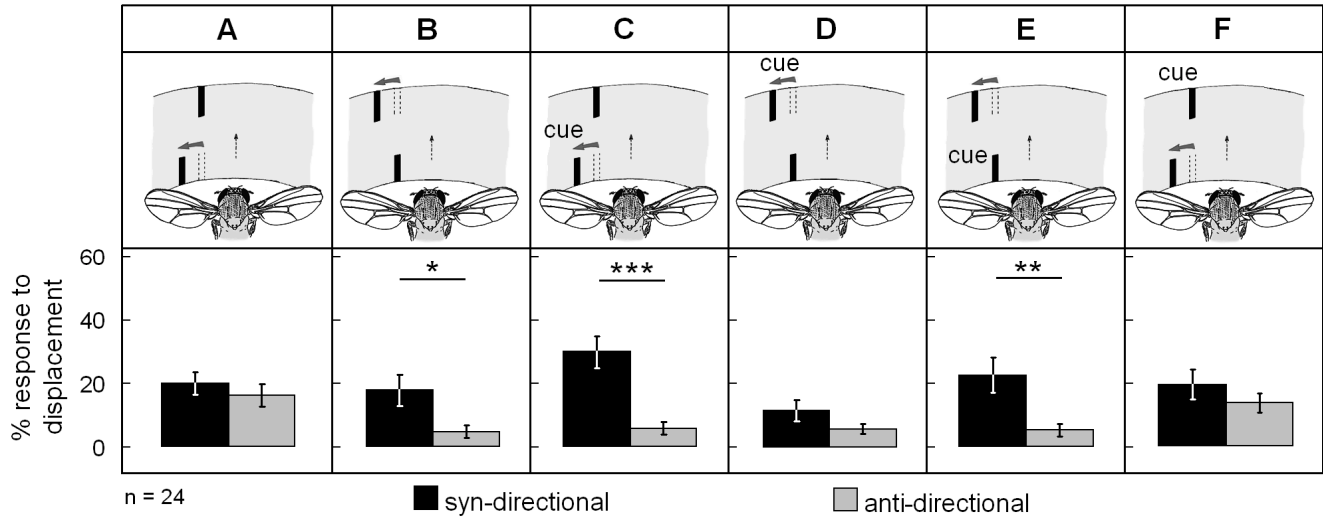 A B C D E F
cue
cue
cue
cue
% response to displacement
60
40
20
0
* *** **
n = 24
syn-directional
anti-directional